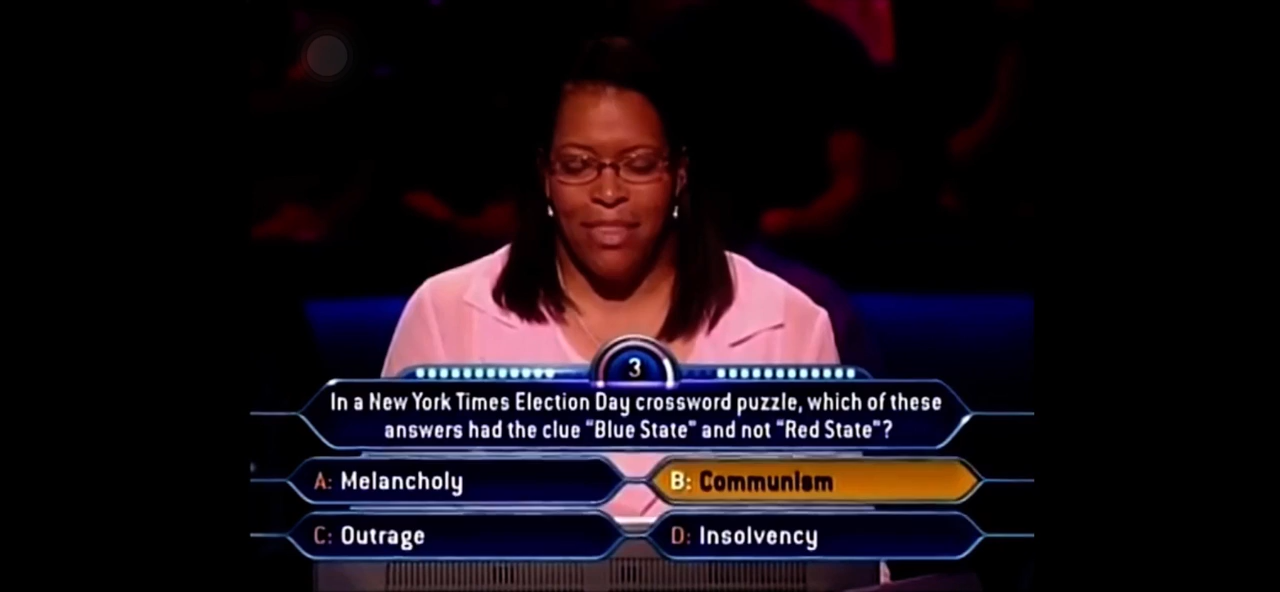 3
In a New York Times Election Day crossword puzzle, which of these
answers had the clue "Blue State" and not "Red State"?
A: Melancholy
B: Communism
C: Outrage
D: Insolvency